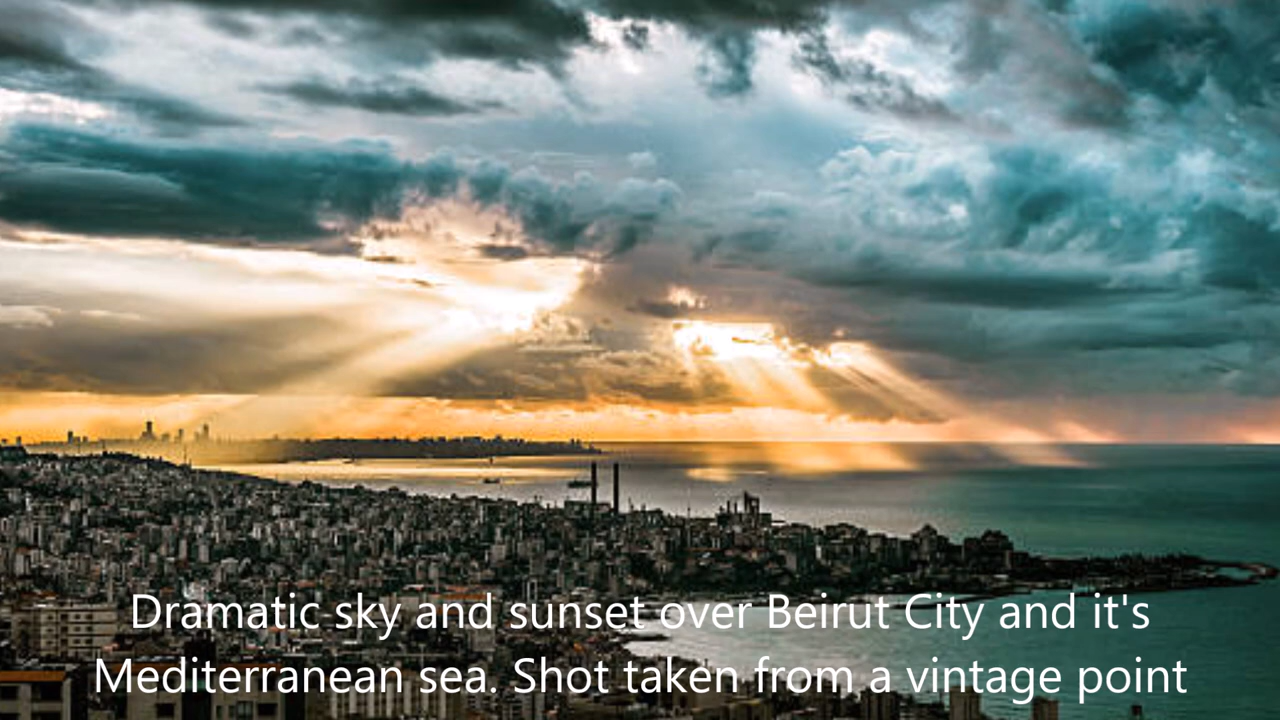 Dramatic sky and sunset over Beirut City and it's
Mediterranean sea. Shot taken from a vintage point